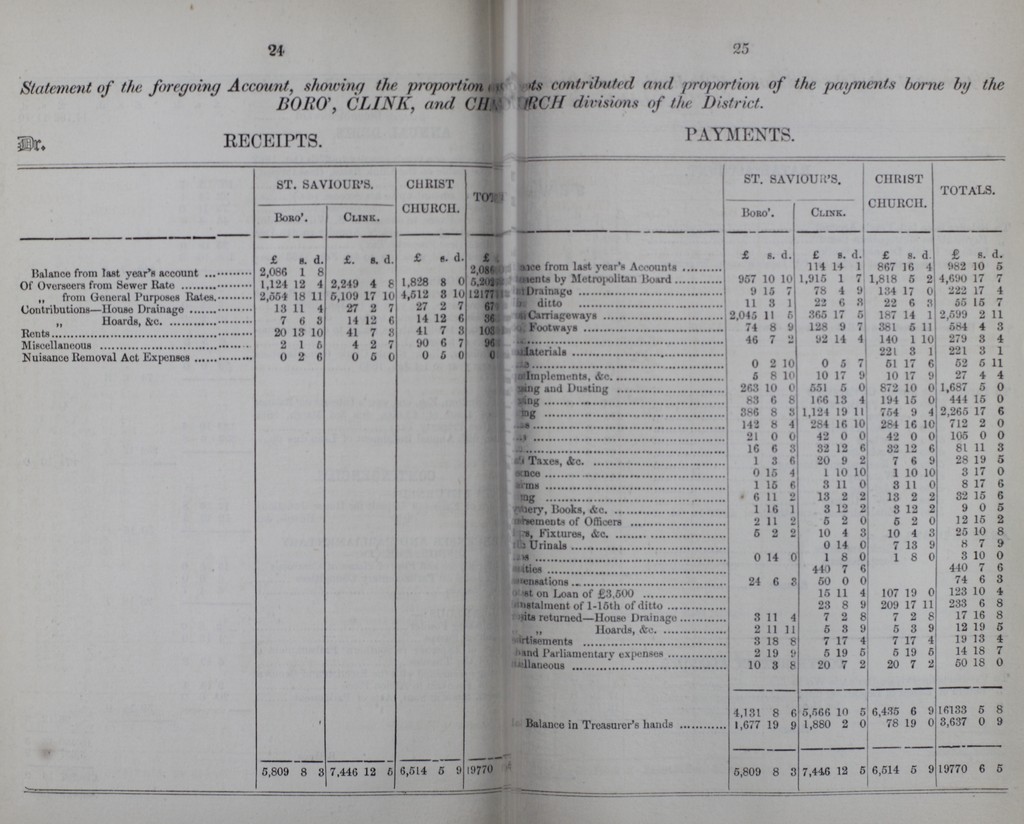 24
Statement of the foregoing Account, showing the proportion
BORO', CLINK, and
Dr. RECEIPTS.
ST. SAVIOUR'S. CHRIST CHURCH.
BORO'. CLINK.
£ s. d. £. s. d. £ s. d. £
Balance from last year's account ... 2,086 1 8
Of Overseers from Sewer Rate ... 1,124 12 4 2,249 4 8 1,828 8 0
„ from General Purposes Rates. 2,554 18 11 5,109 17 10 4,512 3 10 12177
Contributions—House Drainage ... 13 11 4 27 2 7 27 2 7 67
„ Hoards, &c. ... 7 6 3 14 12 6 14 12 6 36
Rents ... 20 13 10 41 7 3 41 7 3 103
Miscellaneous ... 2 1 5 4 2 7 90 6 7 96
Nuisance Removal Act Expenses ... 0 2 6 0 5 0 0 5 0 0
5,809 8 3 7,446 12 5 6,514 5 9 19770
25
contributed and proportion of the payments borne by the
RCH divisions of the District.
PAYMENTS.
ST. SAVIOUR'S. CHRIST CHURCH. TOTALS.
BORO'. CLINK.
£ s. d. £ s. d. £ s. d. £ s. d.
from last year's Accounts ... 114 14 1 867 16 4 982 10 5
by Metropolitan Board ... 957 10 10 1,915 1 7 1,818 5 2 4,690 17 7
Drainage ... 9 15 7 78 4 9 134 17 0 222 17 4
ditto ... 11 3 1 22 6 3 22 6 3 55 15 7
Carriageways ... 2,045 11 5 365 17 5 187 14 1 2,599 2 11
Footways ... 74 8 9 128 9 7 381 5 11 584 4 3
46 7 2 92 14 4 140 1 10 279 3 4
Materials ... 221 3 1 221 3 1
0 2 10 0 5 7 51 17 6 52 5 11
Implements, &c. ... 5 8 10 10 17 9 10 17 9 27 4 4
and Dusting ... 263 10 0 551 5 0 872 10 0 1,687 5 0
83 6 8 166 13 4 194 15 0 444 15 0
386 8 3 1,124 19 11 754 9 4 2,265 17 6
142 8 4 284 16 10 284 16 10 712 2 0
21 0 0 42 0 0 42 0 0 105 0 0
16 6 3 32 12 6 32 12 6 81 11 3
Taxes, &c. ... 1 3 6 20 9 2 7 6 9 28 19 5
0 15 4 1 10 10 1 10 10 3 17 0
1 15 6 3 11 0 3 11 0 8 17 6
6 11 2 13 2 2 13 2 2 32 15 6
Books, &c. ... 1 16 1 3 12 2 3 12 2 9 0 5
of Officers ... 2 11 2 5 2 0 5 2 0 12 15 2
Fixtures, &c. ... 5 2 2 10 4 3 10 4 3 25 10 8
Urinals ... 0 14 0 7 13 9 8 7 9
0 14 0 1 8 0 1 8 0 3 10 0
440 7 6 440 7 6
24 6 3 50 0 0 74 6 3
on Loan of £3,500 ... 15 11 4 107 19 0 123 10 4
of 1-15th of ditto ... 23 8 9 209 17 11 233 6 8
returned—House Drainage ... 3 11 4 7 2 8 7 2 8 17 16 8
„ Hoards, &c. ... 2 11 11 5 3 9 5 3 9 12 19 5
3 18 8 7 17 4 7 17 4 19 13 4
and Parliamentary expenses ... 2 19 9 5 19 5 5 19 5 14 18 7
10 3 8 20 7 2 20 7 2 50 18 0
4,131 8 6 5,566 10 5 6,435 6 9 16133 5 8
Balance in Treasurer's hands ... 1,677 19 9 1,880 2 0 78 19 0 3,637 0 9
5,809 8 3 7,446 12 5 6,514 5 9 19770 6 5